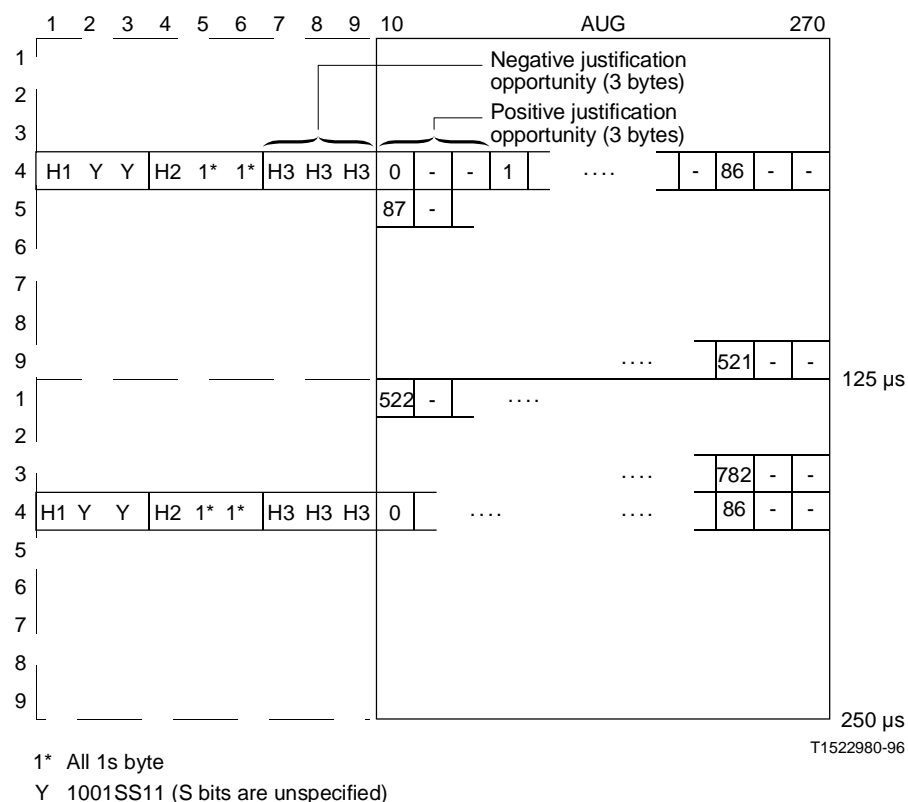 1 2 3 4 5 6 7 8 9 10 AUG 270
1
Negative justification
opportunity (3 bytes)
2
Positive justification
opportunity (3 bytes)
3
4 H1 Y Y H2 1* 1* H3 H3 H3 0 - - 1 .... - 86 - -
5 87 -
6
7
8
9 .... 521 - -
125 µs
1 522 - ....
2
3 .... 782 - -
4 H1 Y Y H2 1* 1* H3 H3 H3 0 .... .... 86 - -
5
6
7
8
9
250 µs
T1522980-96
1* All 1s byte
Y 1001SS11 (S bits are unspecified)